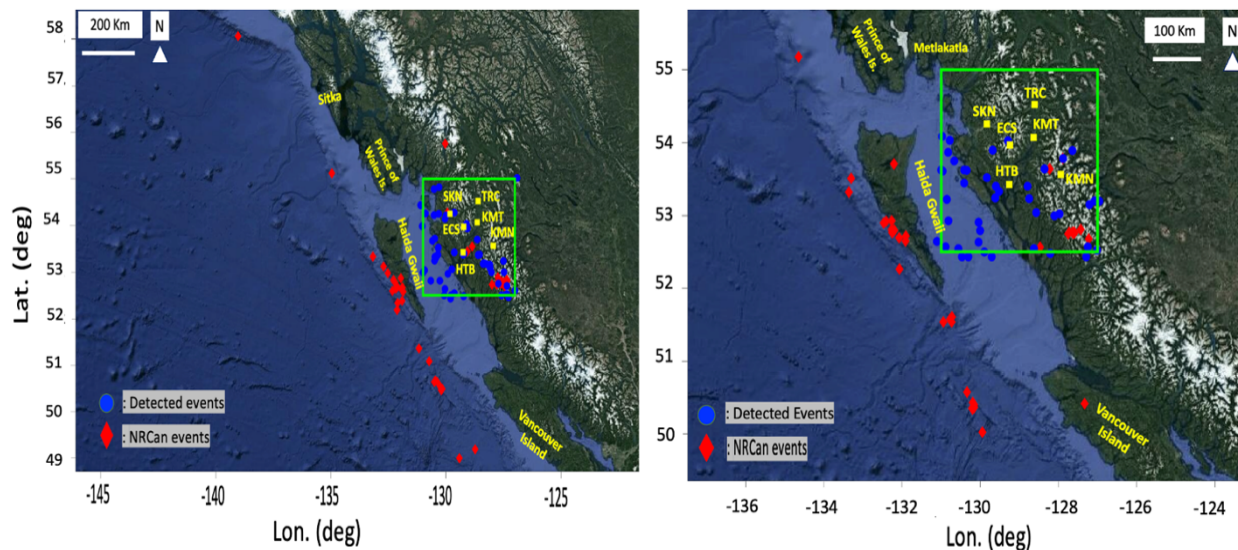 200 Km
N
58
57
56
55
54
53
52
51
50
49
Lat. (deg)
Sitka
Prince of
Wales Is.
Haida Gwaii
SKN
TRC
ECS
KMT
KMN
HTB
Vancouver
Island
: Detected events
: NRCan events
-145
-140
-135
-130
-125
Lon. (deg)
100 Km
N
55
54
53
52
51
50
Prince of
Wales Is.
Metlakatla
Haida Gwaii
TRC
SKN
ECS
KMT
HTB
KMN
Vancouver
Island
: Detected Events
: NRCan events
-136
-134
-132
-130
-128
-126
-124
Lon. (deg)